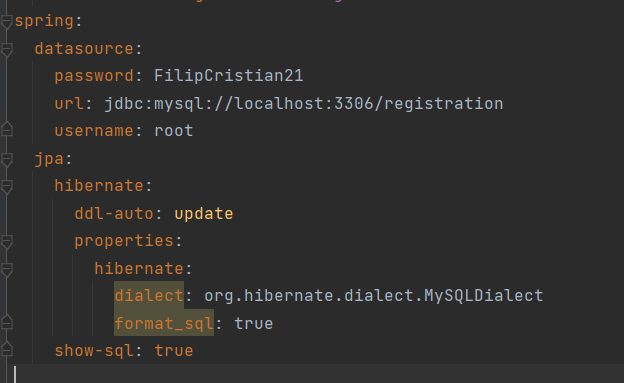 spring:
  datasource:
    password: FilipCristian21
    url: jdbc:mysql://localhost:3306/registration
    username: root
  jpa:
    hibernate:
      ddl-auto: update
      properties:
        hibernate:
          dialect: org.hibernate.dialect.MySQLDialect
          format_sql: true
    show-sql: true